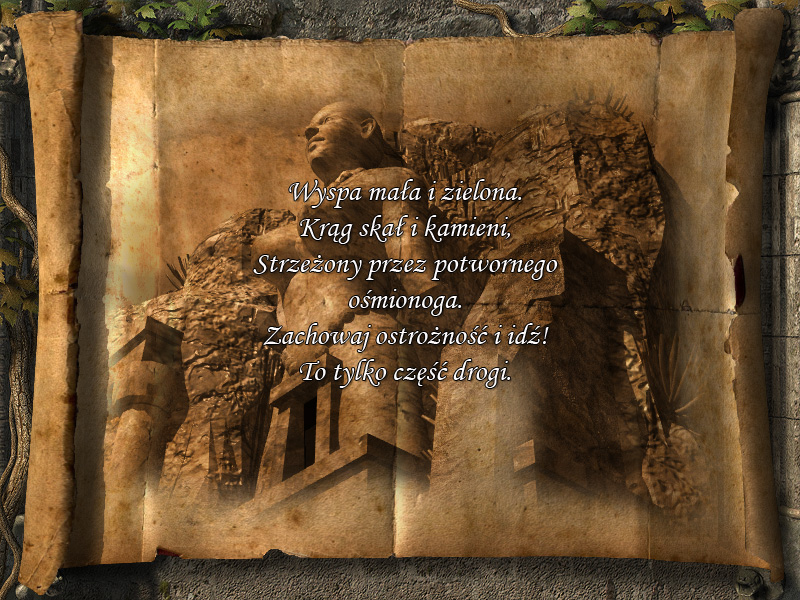 Wyspa mała i zielona.
Krąg skał i kamieni,
Strzeżony przez potwornego
ośmionoga.
Zachowaj ostrożność i idź!
To tylko część drogi.